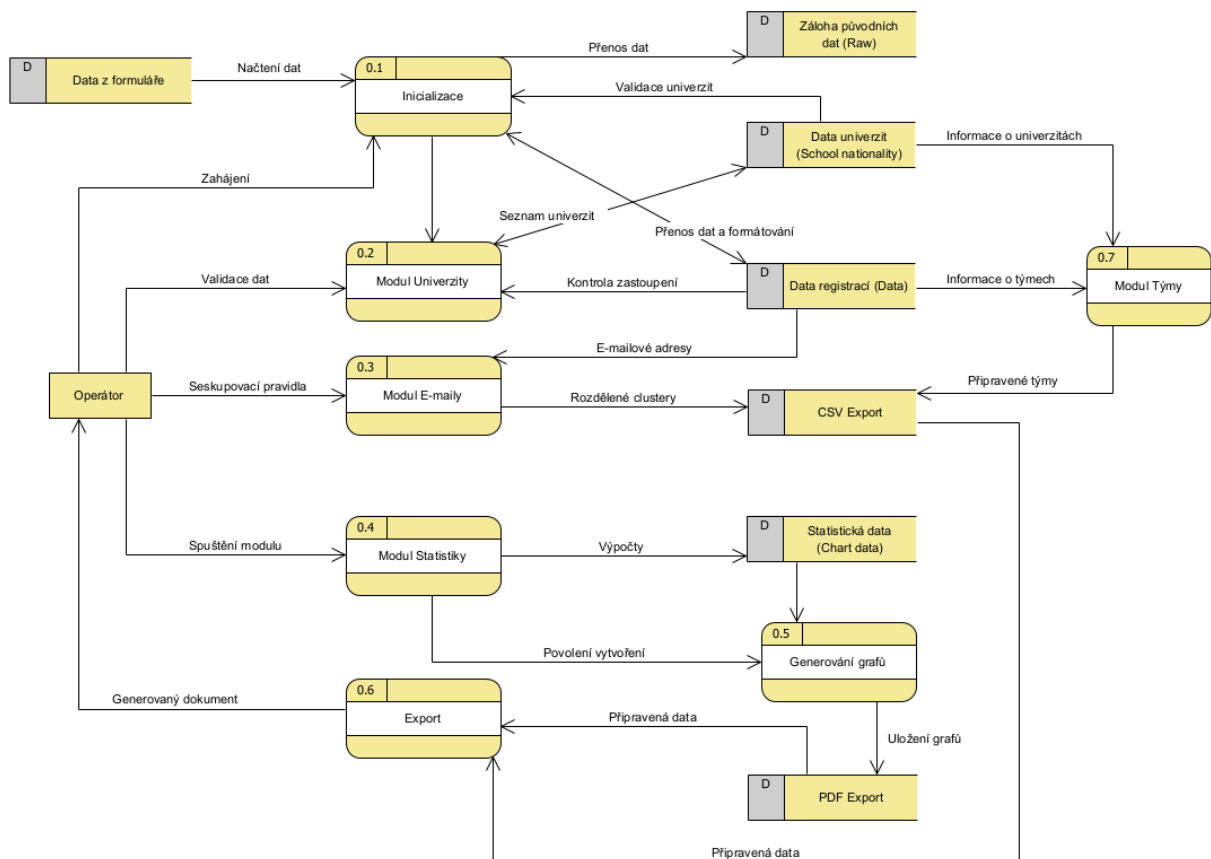 D
Záloha původních
dat (Raw)
Přenos dat
D
Data z formuláře
Načtení dat
0.1
Inicializace
Validace univerzit
D
Data univerzit
(School nationality)
Informace o univerzitách
Zahájení
Seznam univerzit
Přenos dat a formátování
0.2
Modul Univerzity
Validace dat
Kontrola zastoupení
D
Data registrací (Data)
Informace o týmech
0.7
Modul Týmy
E-mailové adresy
0.3
Modul E-maily
Operátor
Seskupovací pravidla
Rozdělené clustery
D
CSV Export
Připravené týmy
0.4
Modul Statistiky
Spuštění modulu
Výpočty
D
Statistická data
(Chart data)
0.5
Generování grafů
Povolení vytvoření
Generovaný dokument
0.6
Export
Připravená data
Uložení grafů
D
PDF Export
Připravená data